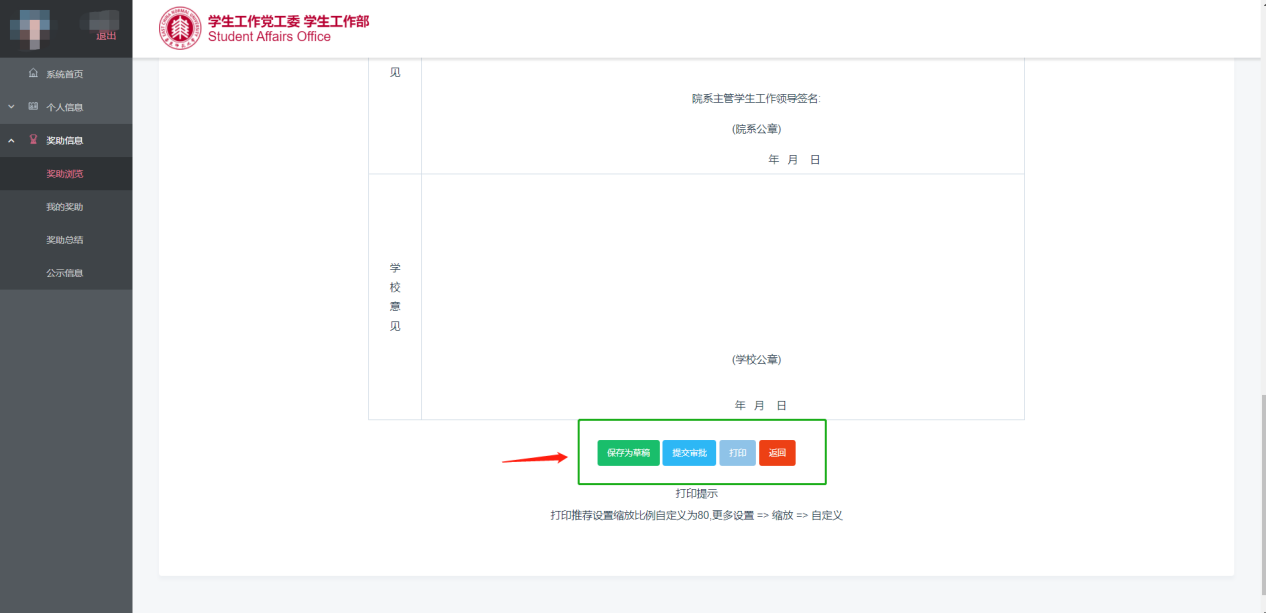 退出
学生工作党工委 学生工作部
Student Affairs Office
系统首页
个人信息
奖助信息
奖助浏览
我的奖助
奖助总结
公示信息
见
院系主管学生工作领导签名:
(院系公章)
年 月 日
学
校
意
见
(学校公章)
年 月 日
保存为草稿 提交审批 打印 返回
打印提示
打印推荐设置缩放比例自定义为80,更多设置 => 缩放 => 自定义